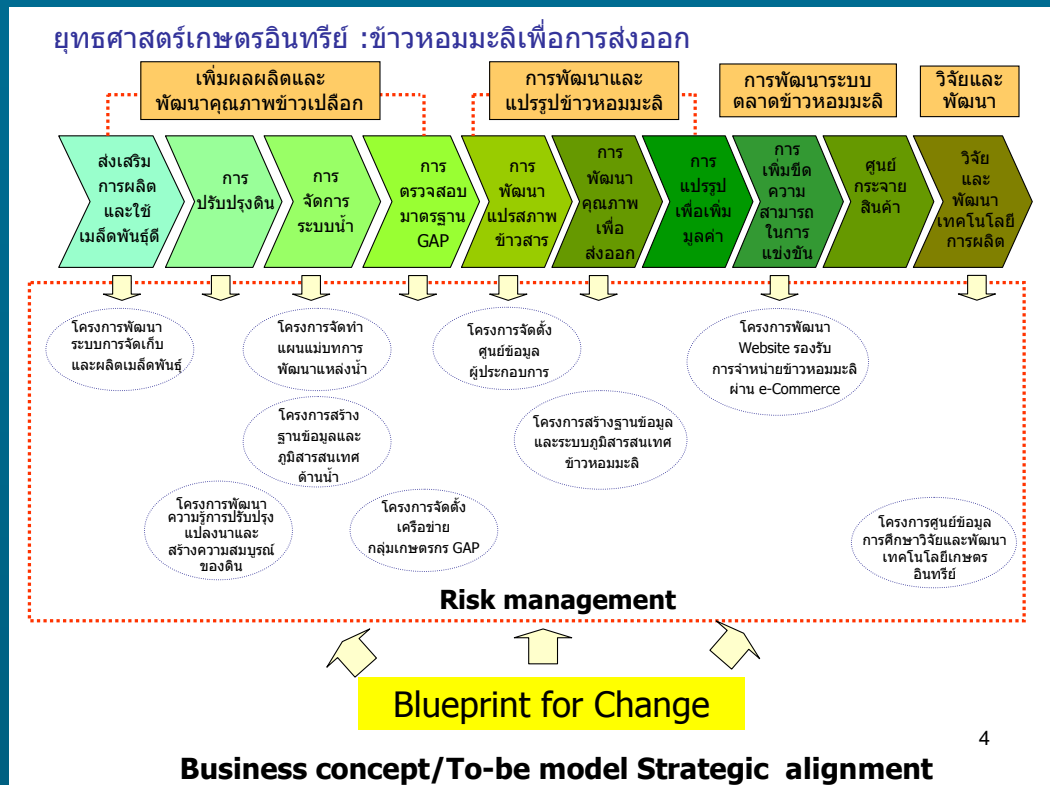 ยุทธศาสตร์เกษตรอินทรีย์ :ข้าวหอมมะลิเพื่อการส่งออก
เพิ่มผลผลิตและ
พัฒนาคุณภาพข้าวเปลือก
การพัฒนาและ
แปรรูปข้าวหอมมะลิ
การพัฒนาระบบ
ตลาดข้าวหอมมะลิ
วิจัยและ
พัฒนา
ส่งเสริม
การผลิต
และใช้
เมล็ดพันธุ์ดี
การ
ปรับปรุงดิน
การ
จัดการ
ระบบน้ำ
การ
ตรวจสอบ
มาตรฐาน
GAP
การ
พัฒนา
แปรสภาพ
ข้าวสาร
การ
พัฒนา
คุณภาพ
เพื่อ
ส่งออก
การ
แปรรูป
เพื่อเพิ่ม
มูลค่า
การ
เพิ่มขีด
ความ
สามารถ
ในการ
แข่งขัน
ศูนย์
กระจาย
สินค้า
วิจัย
และ
พัฒนา
เทคโนโลยี
การผลิต
โครงการพัฒนา
ระบบการจัดเก็บ
และผลิตเมล็ดพันธุ์
โครงการจัดทำ
แผนแม่บทการ
พัฒนาแหล่งน้ำ
โครงการจัดตั้ง
ศูนย์ข้อมูล
ผู้ประกอบการ
โครงการพัฒนา
Website รองรับ
การจำหน่ายข้าวหอมมะลิ
ผ่าน e-Commerce
โครงการสร้าง
ฐานข้อมูลและ
ภูมิสารสนเทศ
ด้านน้ำ
โครงการสร้างฐานข้อมูล
และระบบภูมิสารสนเทศ
ข้าวหอมมะลิ
โครงการพัฒนา
ความรู้การปรับปรุง
แปลงนาและ
สร้างความสมบูรณ์
ของดิน
โครงการจัดตั้ง
เครือข่าย
กลุ่มเกษตรกร GAP
โครงการศูนย์ข้อมูล
การศึกษาวิจัยและพัฒนา
เทคโนโลยีเกษตร
อินทรีย์
Risk management
Blueprint for Change
4
Business concept/To-be model Strategic alignment